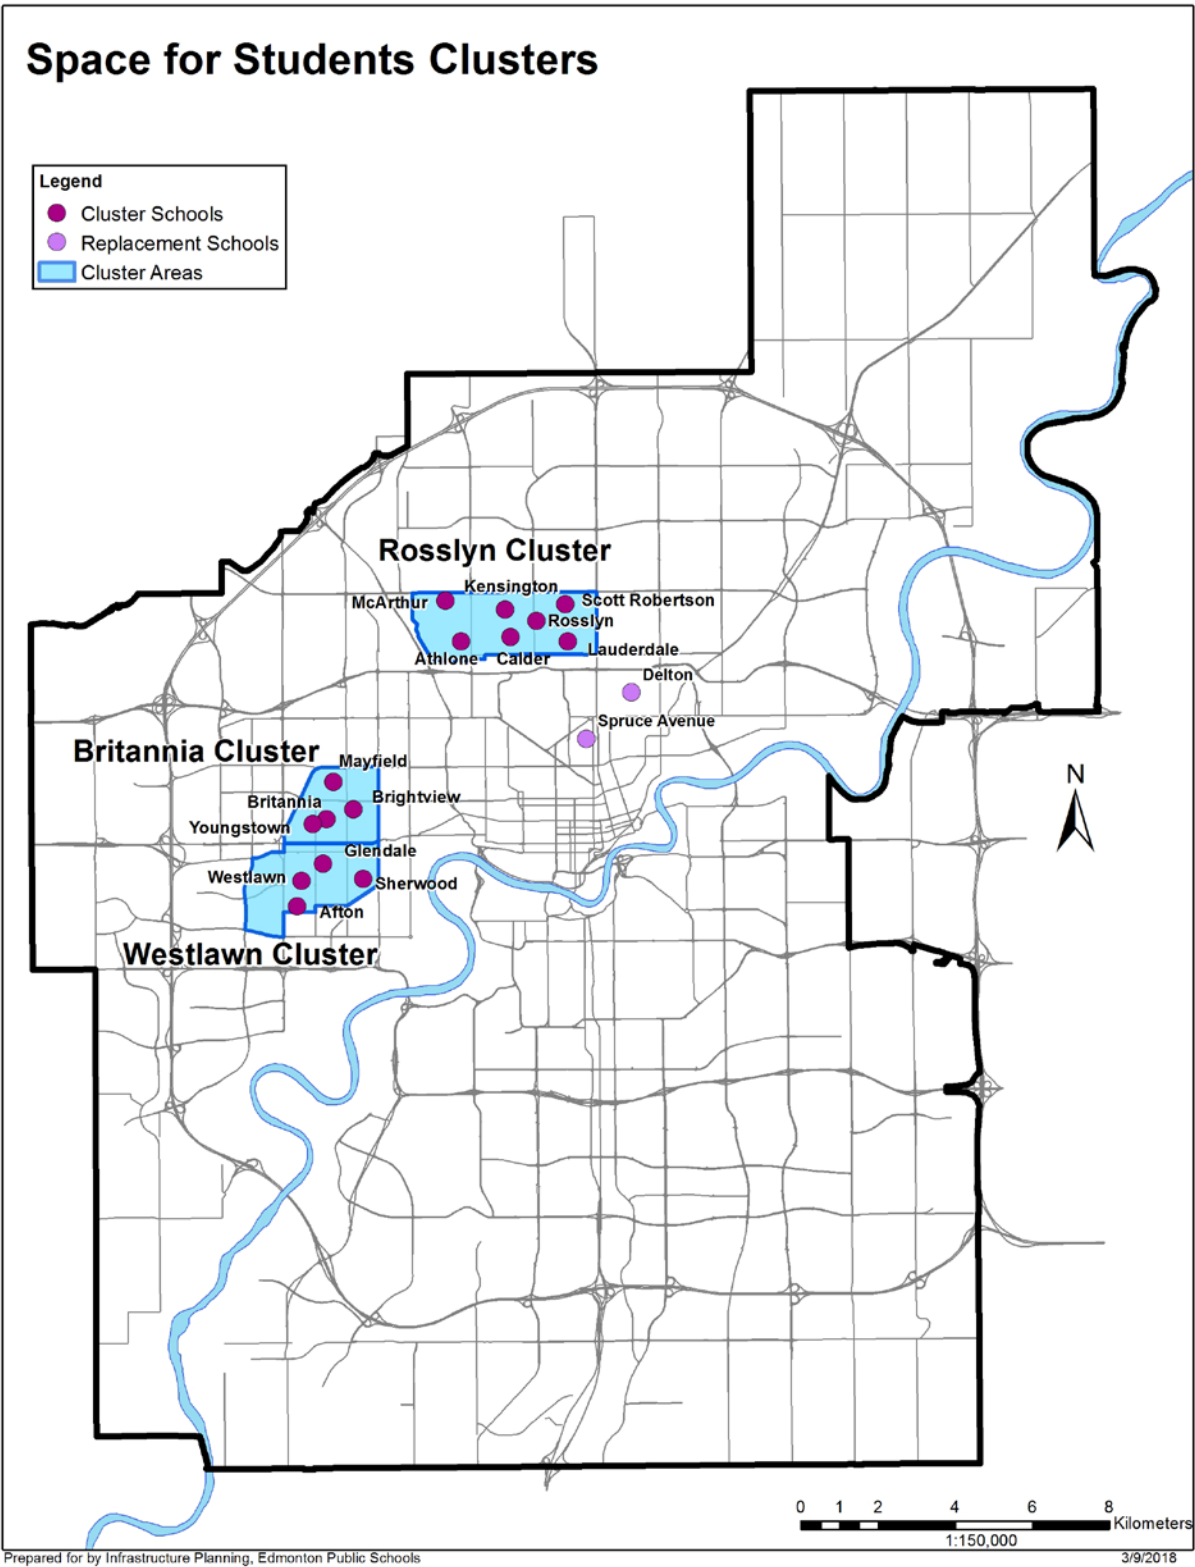 Space for Students Clusters
Legend
Cluster Schools
Replacement Schools
Cluster Areas
Rosslyn Cluster
Kensington
McArthur
Scott Robertson
Rosslyn
Lauderdale
Athlone
Calder
Delton
Spruce Avenue
Britannia Cluster
Mayfield
Britannia
Brightview
Youngstown
Glendale
Westlawn
Sherwood
Afton
Westlawn Cluster
N
0 1 2 4 6 8
Kilometers
1:150,000
Prepared for by Infrastructure Planning, Edmonton Public Schools
3/9/2018